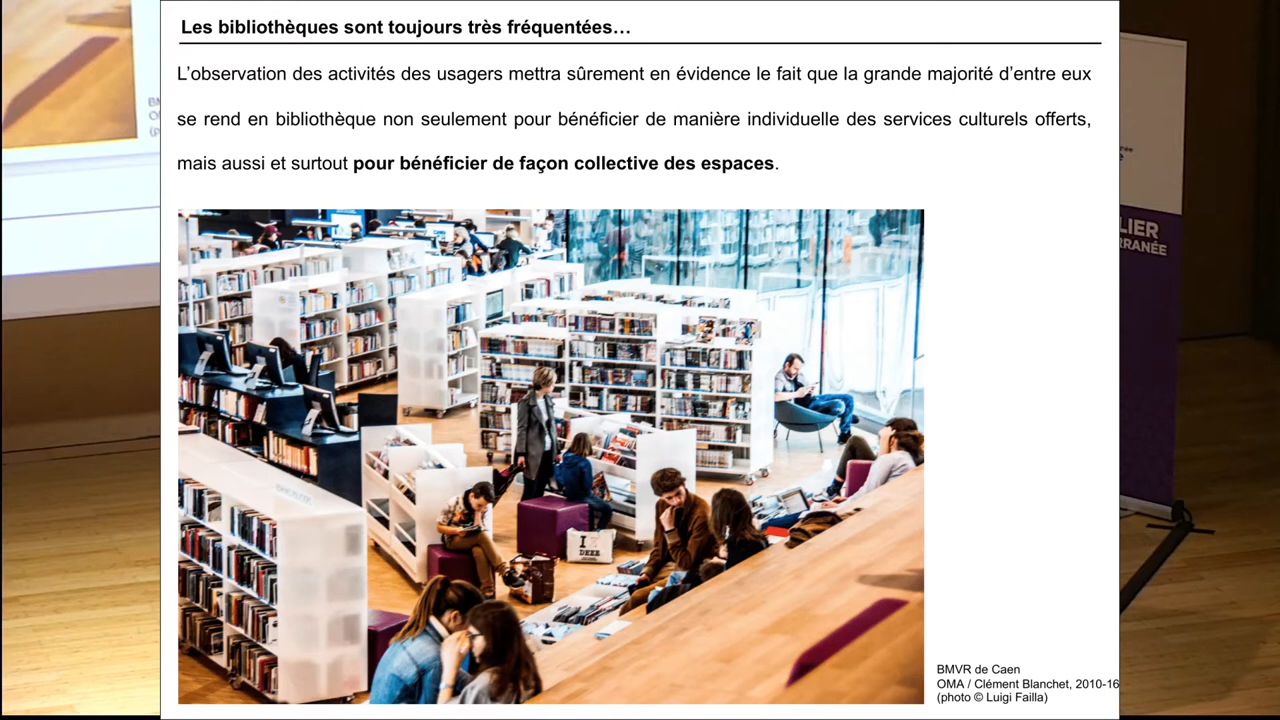 Les bibliothèques sont toujours très fréquentées…
L’observation des activités des usagers mettra sûrement en évidence le fait que la grande majorité d’entre eux
se rend en bibliothèque non seulement pour bénéficier de manière individuelle des services culturels offerts,
mais aussi et surtout pour bénéficier de façon collective des espaces.
BMVR de Caen
OMA / Clément Blanchet, 2010-16
(photo © Luigi Failla)